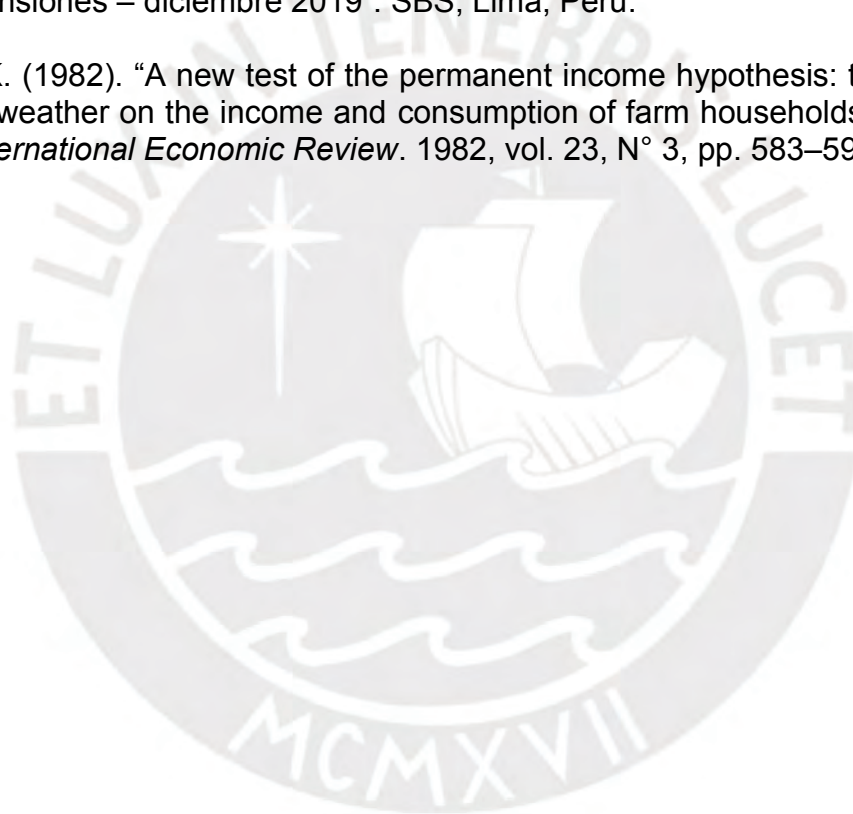 nsiones – diciembre 2019". SBS, Lima, Perú.
K. (1982). “A new test of the permanent income hypothesis: t
weather on the income and consumption of farm households
ernational Economic Review. 1982, vol. 23, N° 3, pp. 583–59
ET LUX IN TENEBRIS LUCET
MCMXVII